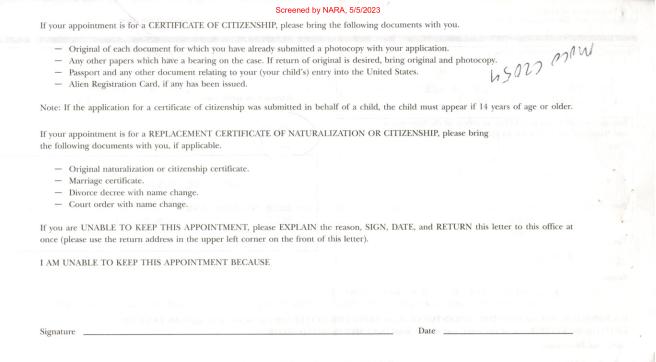 Screened by NARA, 5/5/2023
If your appointment is for a CERTIFICATE OF CITIZENSHIP, please bring the following documents with you.
— Original of each document for which you have already submitted a photocopy with your application.
— Any other papers which have a bearing on the case. If return of original is desired, bring original and photocopy.
— Passport and any other document relating to your (your child's) entry into the United States.
— Alien Registration Card, if any has been issued.
Note: If the application for a certificate of citizenship was submitted in behalf of a child, the child must appear if 14 years of age or older.
If your appointment is for a REPLACEMENT CERTIFICATE OF NATURALIZATION OR CITIZENSHIP, please bring
the following documents with you, if applicable.
— Original naturalization or citizenship certificate.
— Marriage certificate.
— Divorce decree with name change.
— Court order with name change.
If you are UNABLE TO KEEP THIS APPOINTMENT, please EXPLAIN the reason, SIGN, DATE, and RETURN this letter to this office at
once (please use the return address in the upper left corner on the front of this letter).
I AM UNABLE TO KEEP THIS APPOINTMENT BECAUSE
Signature Date